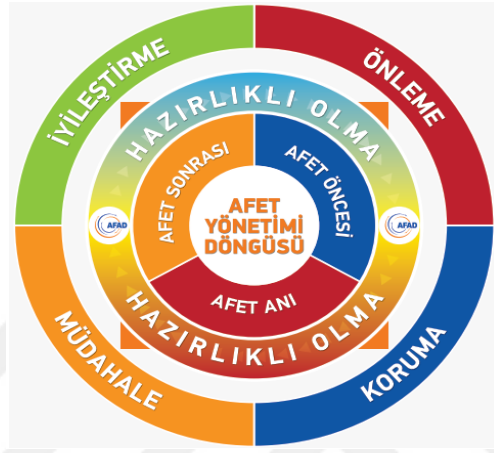 İYİLEŞTİRME
ÖNLEME
HAZIRLIKLI OLMA
AFET SONRASI
AFET ÖNCESİ
AFAD
AFET
YÖNETİMİ
DÖNGÜSÜ
AFAD
AFET ANI
HAZIRLIKLI OLMA
MÜDAHALE
KORUMA